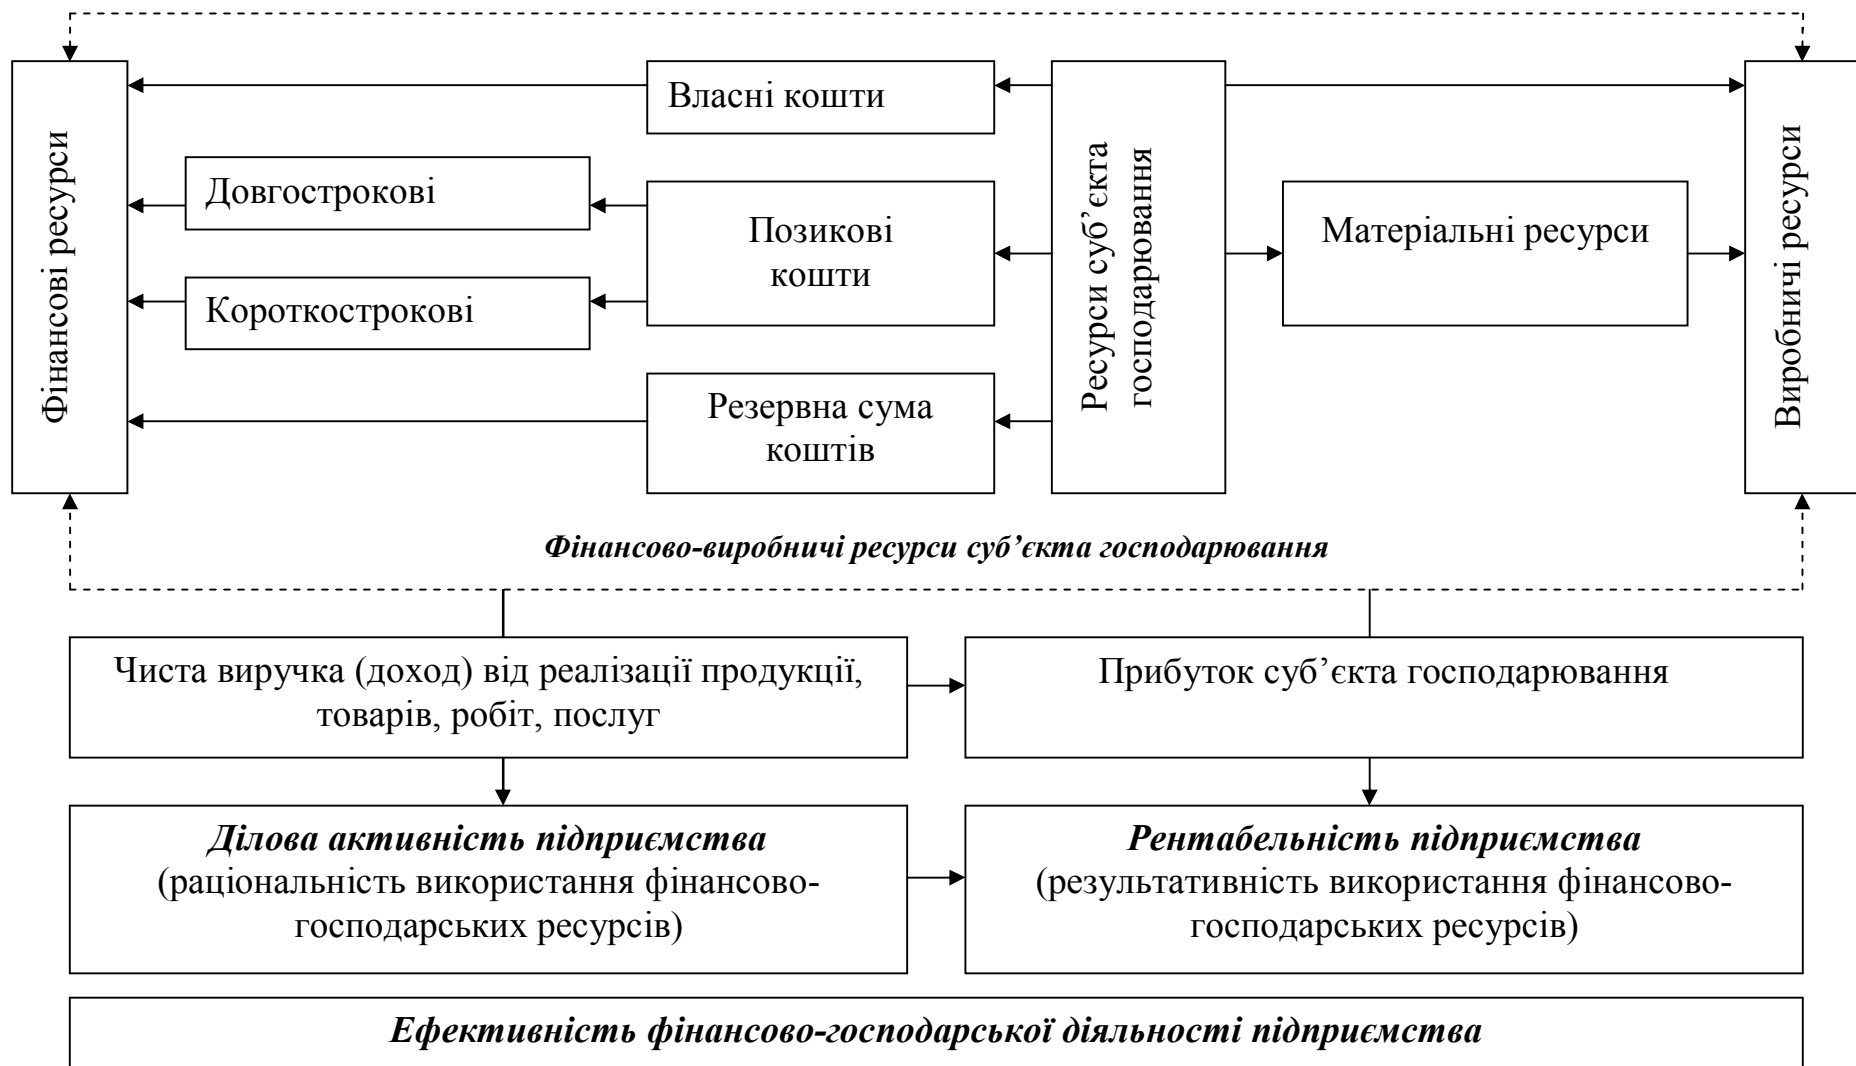 Власні кошти
Фінансові ресурси
Довгострокові
Короткострокові
Позикові
кошти
Резервна сума
коштів
Ресурси суб’єкта
господарювання
Матеріальні ресурси
Виробничі ресурси
Фінансово-виробничі ресурси суб’єкта господарювання
Чиста виручка (доход) від реалізації продукції,
товарів, робіт, послуг
Прибуток суб’єкта господарювання
Ділова активність підприємства
(раціональність використання фінансово-
господарських ресурсів)
Рентабельність підприємства
(результативність використання фінансово-
господарських ресурсів)
Ефективність фінансово-господарської діяльності підприємства